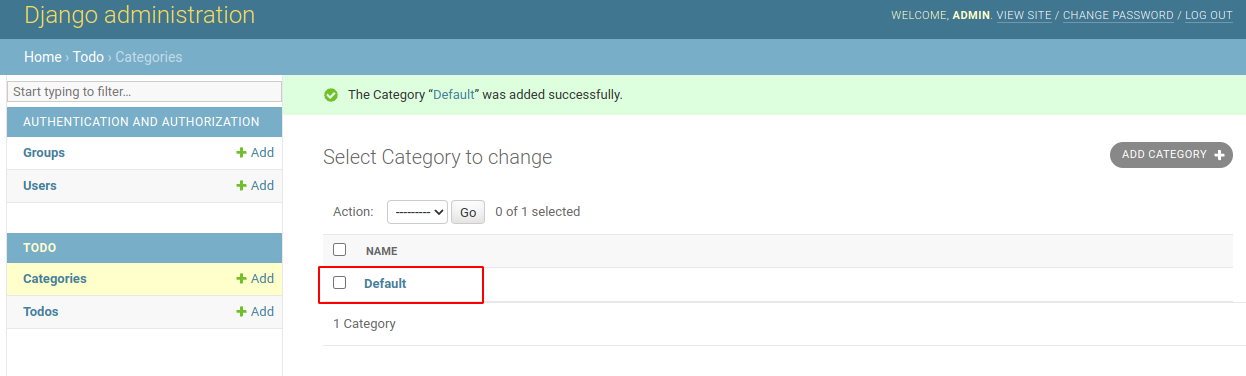 Django administration
WELCOME, ADMIN. VIEW SITE / CHANGE PASSWORD / LOG OUT
Home › Todo › Categories
Start typing to filter…
AUTHENTICATION AND AUTHORIZATION
Groups + Add
Users + Add
TODO
Categories + Add
Todos + Add
The Category “Default” was added successfully.
Select Category to change
ADD CATEGORY +
Action: --------- Go 0 of 1 selected
NAME
Default
1 Category